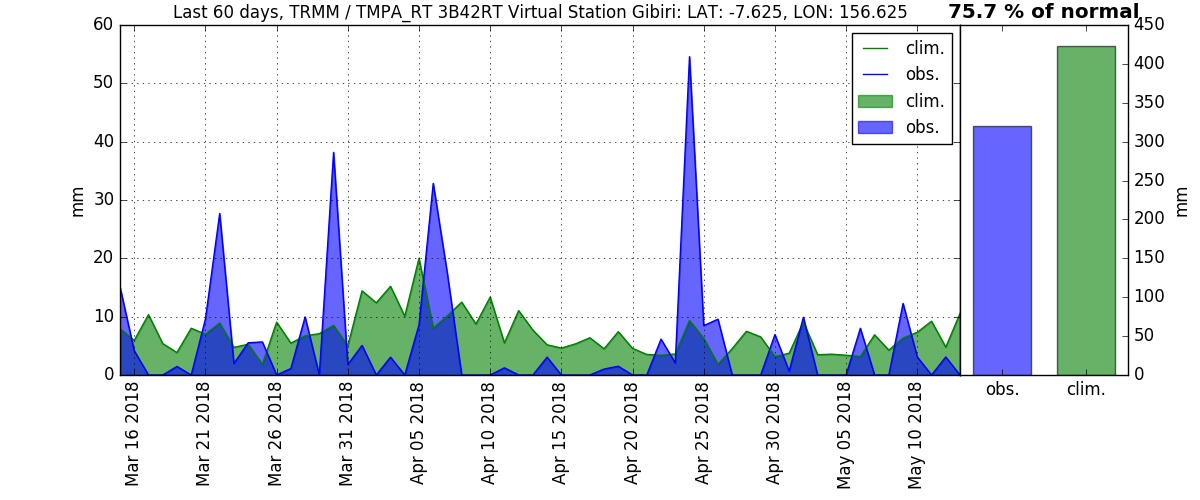 Last 60 days, TRMM / TMPA_RT 3B42RT Virtual Station Gibiri: LAT: -7.625, LON: 156.625
75.7 % of normal
60
50
40
30
20
10
0
mm
clim.
obs.
clim.
obs.
450
400
350
300
250
200
150
100
50
0
mm
Mar 16 2018
Mar 21 2018
Mar 26 2018
Mar 31 2018
Apr 05 2018
Apr 10 2018
Apr 15 2018
Apr 20 2018
Apr 25 2018
Apr 30 2018
May 05 2018
May 10 2018
obs.
clim.